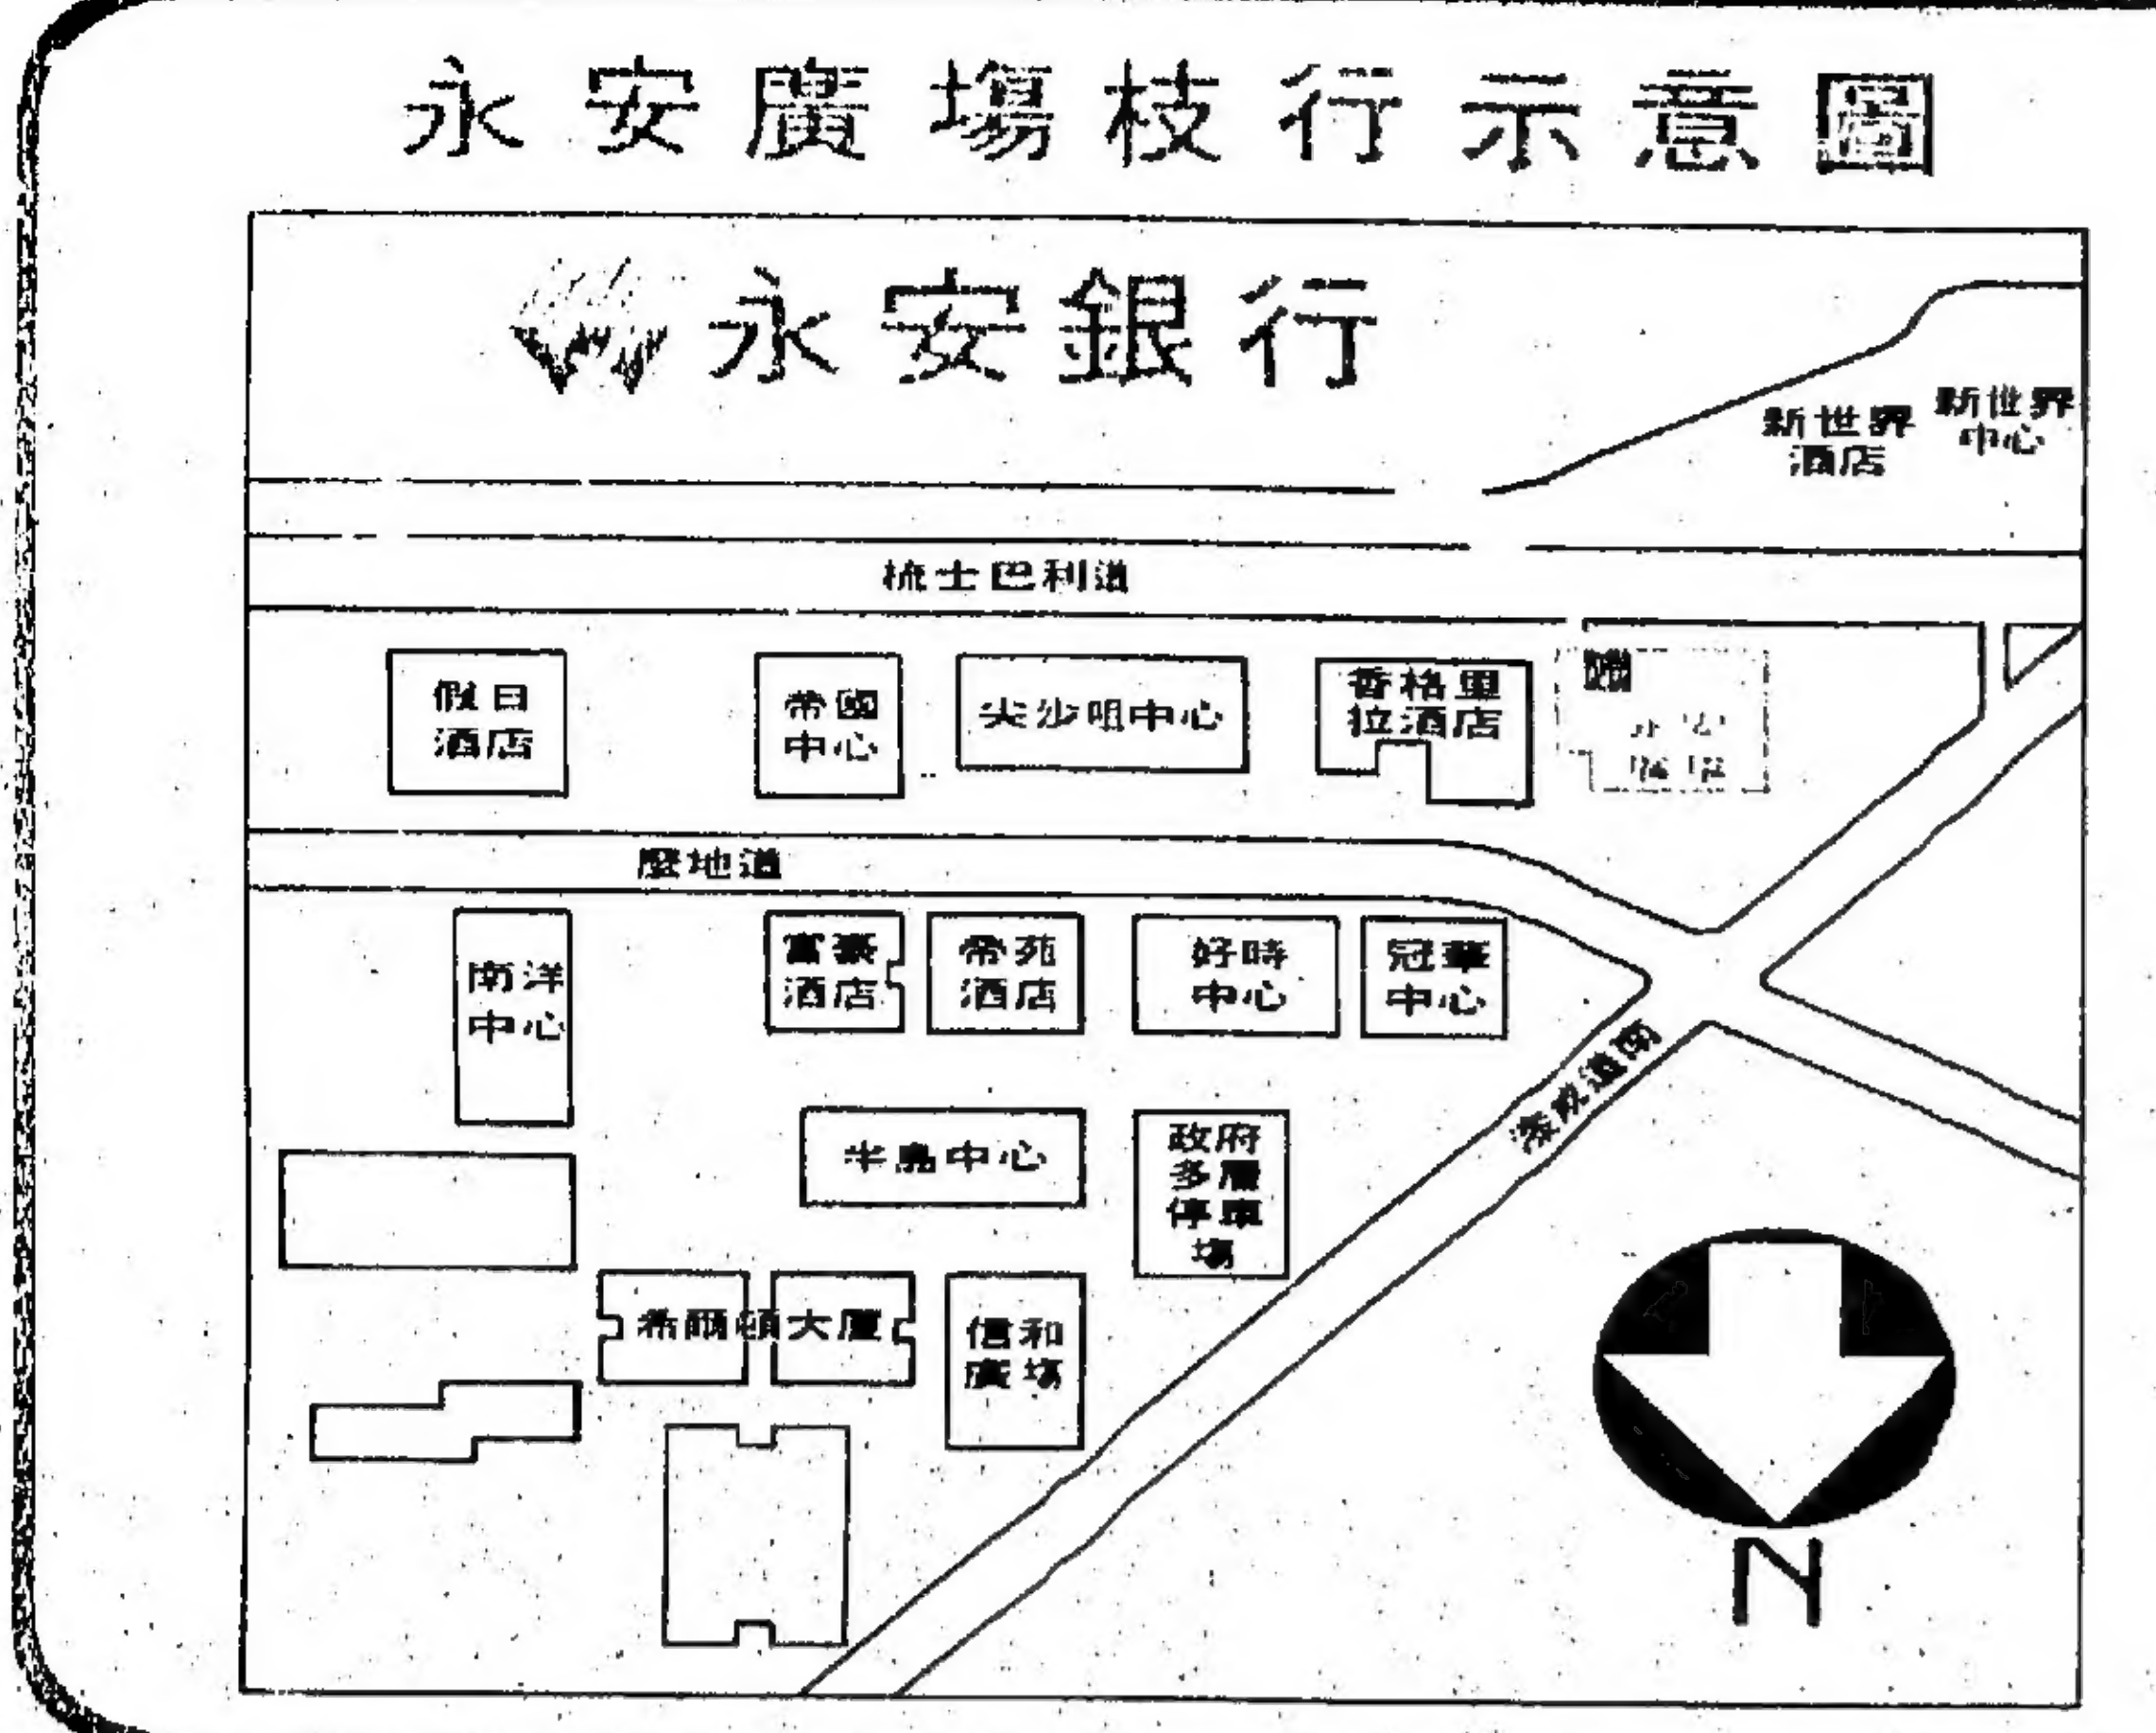 永安廣場枝行示意圖
永安銀行
新世界
酒店
新世界
中心
梳士巴利道
假日
酒店
帝國
中心
尖沙咀中心
香格里
拉酒店
永安
廣場
麼地道
南洋
中心
富豪
酒店
帝苑
酒店
好時
中心
冠華
中心
漆咸道南
半島中心
政府
多層
停車
場
希爾頓大廈
信和
廣場
N